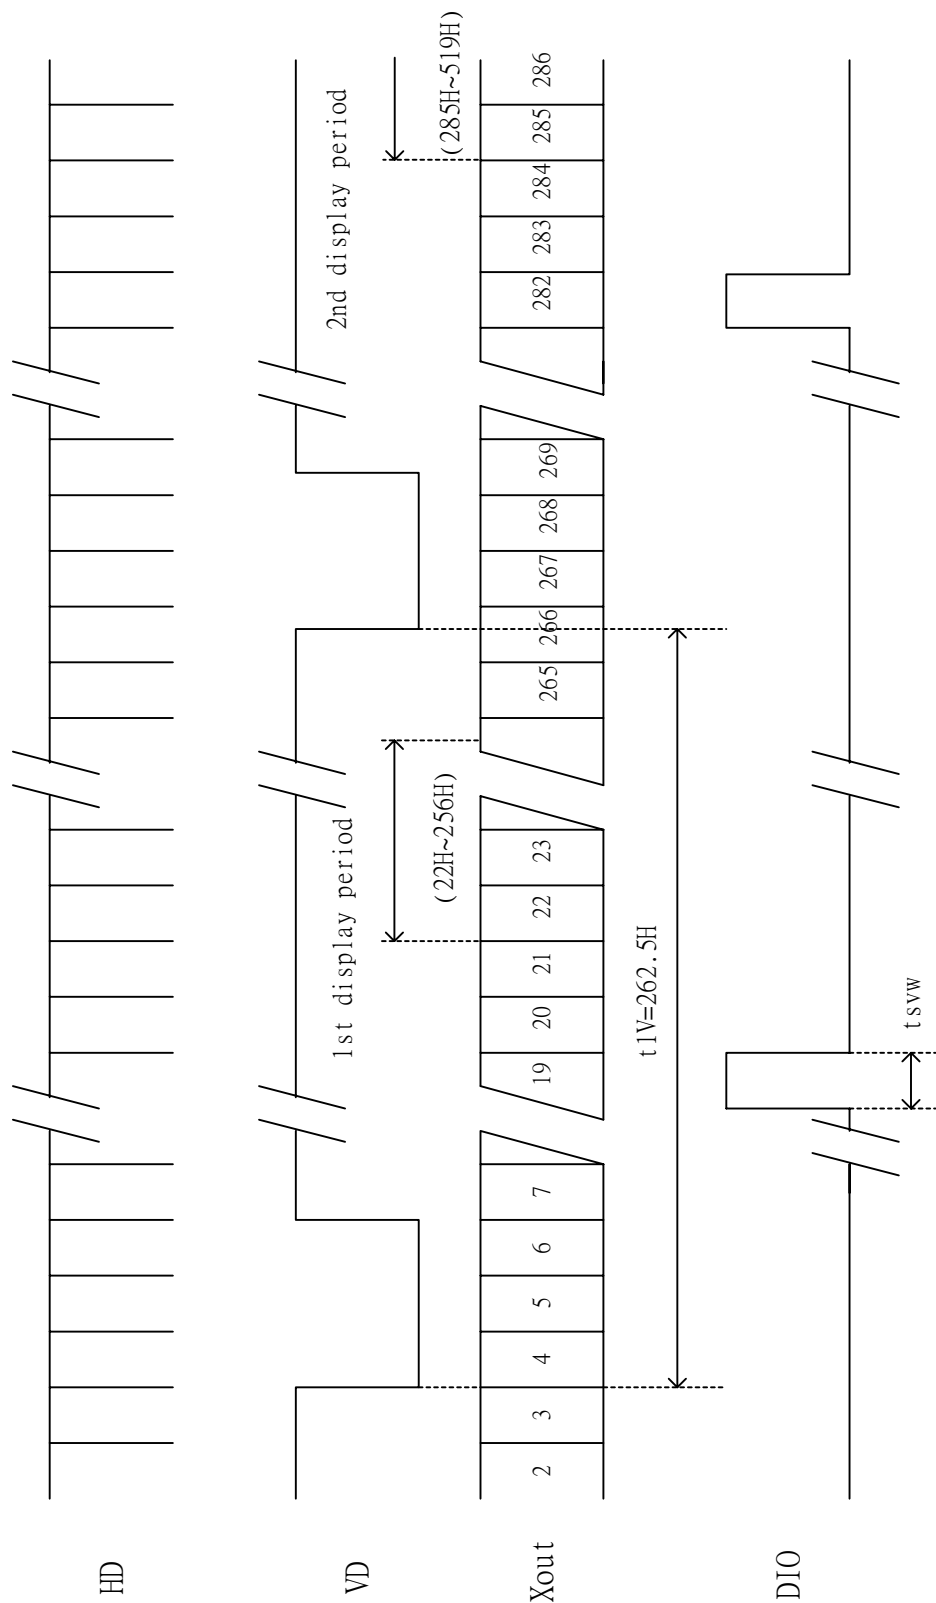 HD
VD
1st display period
2nd display period
(22H~256H)
(285H~519H)
Xout
2 3 4 5 6 7 19 20 21 22 23 265 266 267 268 269 282 283 284 285 286
t1V=262.5H
DIO
tsvw